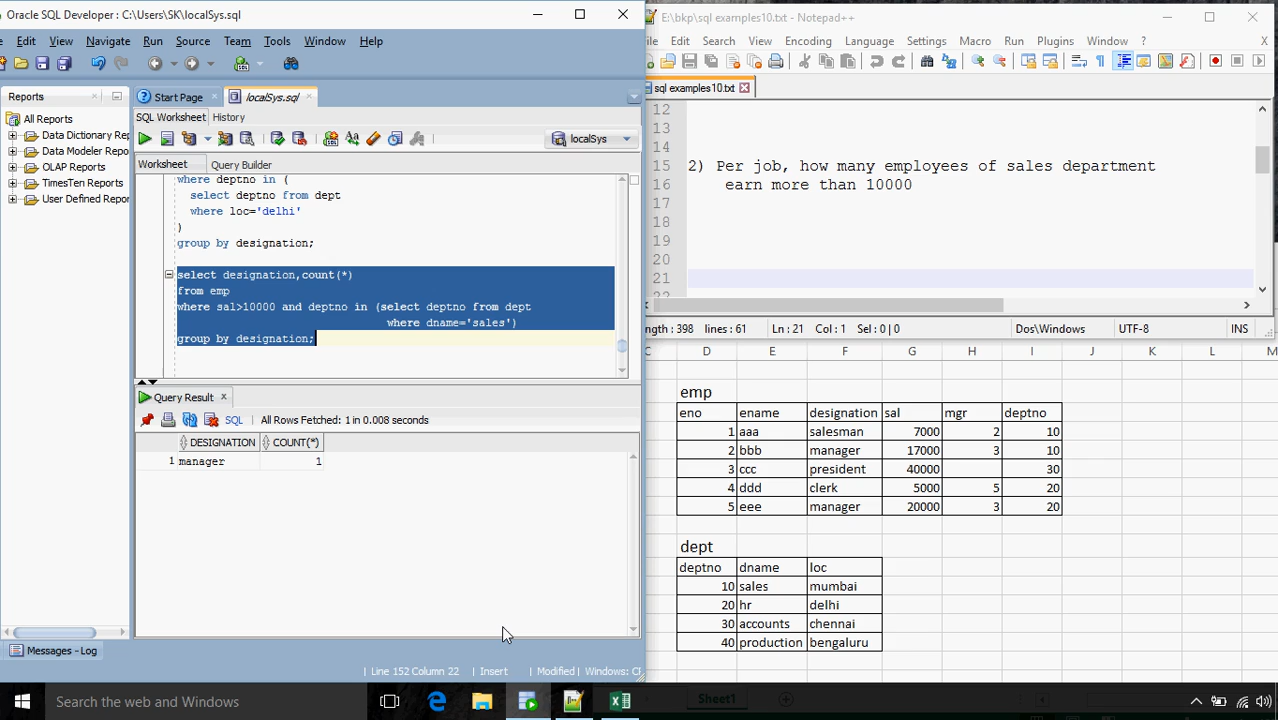 Oracle SQL Developer : C:\Users\SK\localSys.sql
Edit View Navigate Run Source Team Tools Window Help
Reports
Start Page
localSys.sql
All Reports
Data Dictionary Rep
Data Modeler Report
OLAP Reports
TimesTen Reports
User Defined Report
SQL Worksheet History
localSys
Worksheet Query Builder
where deptno in (
select deptno from dept
where loc='delhi'
)
group by designation;
select designation,count(*)
from emp
where sal>10000 and deptno in (select deptno from dept
where dname='sales')
group by designation;
Query Result
SQL All Rows Fetched: 1 in 0.008 seconds
DESIGNATION COUNT(*)
1 manager 1
Messages - Log
Line 152 Column 22 Insert Modified Windows: CF
E:\bkp\sql examples10.txt - Notepad++
ile Edit Search View Encoding Language Settings Macro Run Plugins Window ? X
sql examples10.txt
12
13
14
15 2) Per job, how many employees of sales department
16 earn more than 10000
17
18
19
20
21
22
ngth : 398 lines : 61 Ln : 21 Col : 1 Sel : 0 | 0 Dos\Windows UTF-8 INS
C D E F G H I J K L M
emp
eno ename designation sal mgr deptno
1 aaa salesman 7000 2 10
2 bbb manager 17000 3 10
3 ccc president 40000 30
4 ddd clerk 5000 5 20
5 eee manager 20000 3 20
dept
deptno dname loc
10 sales mumbai
20 hr delhi
30 accounts chennai
40 production bengaluru
Sheet1
Search the web and Windows